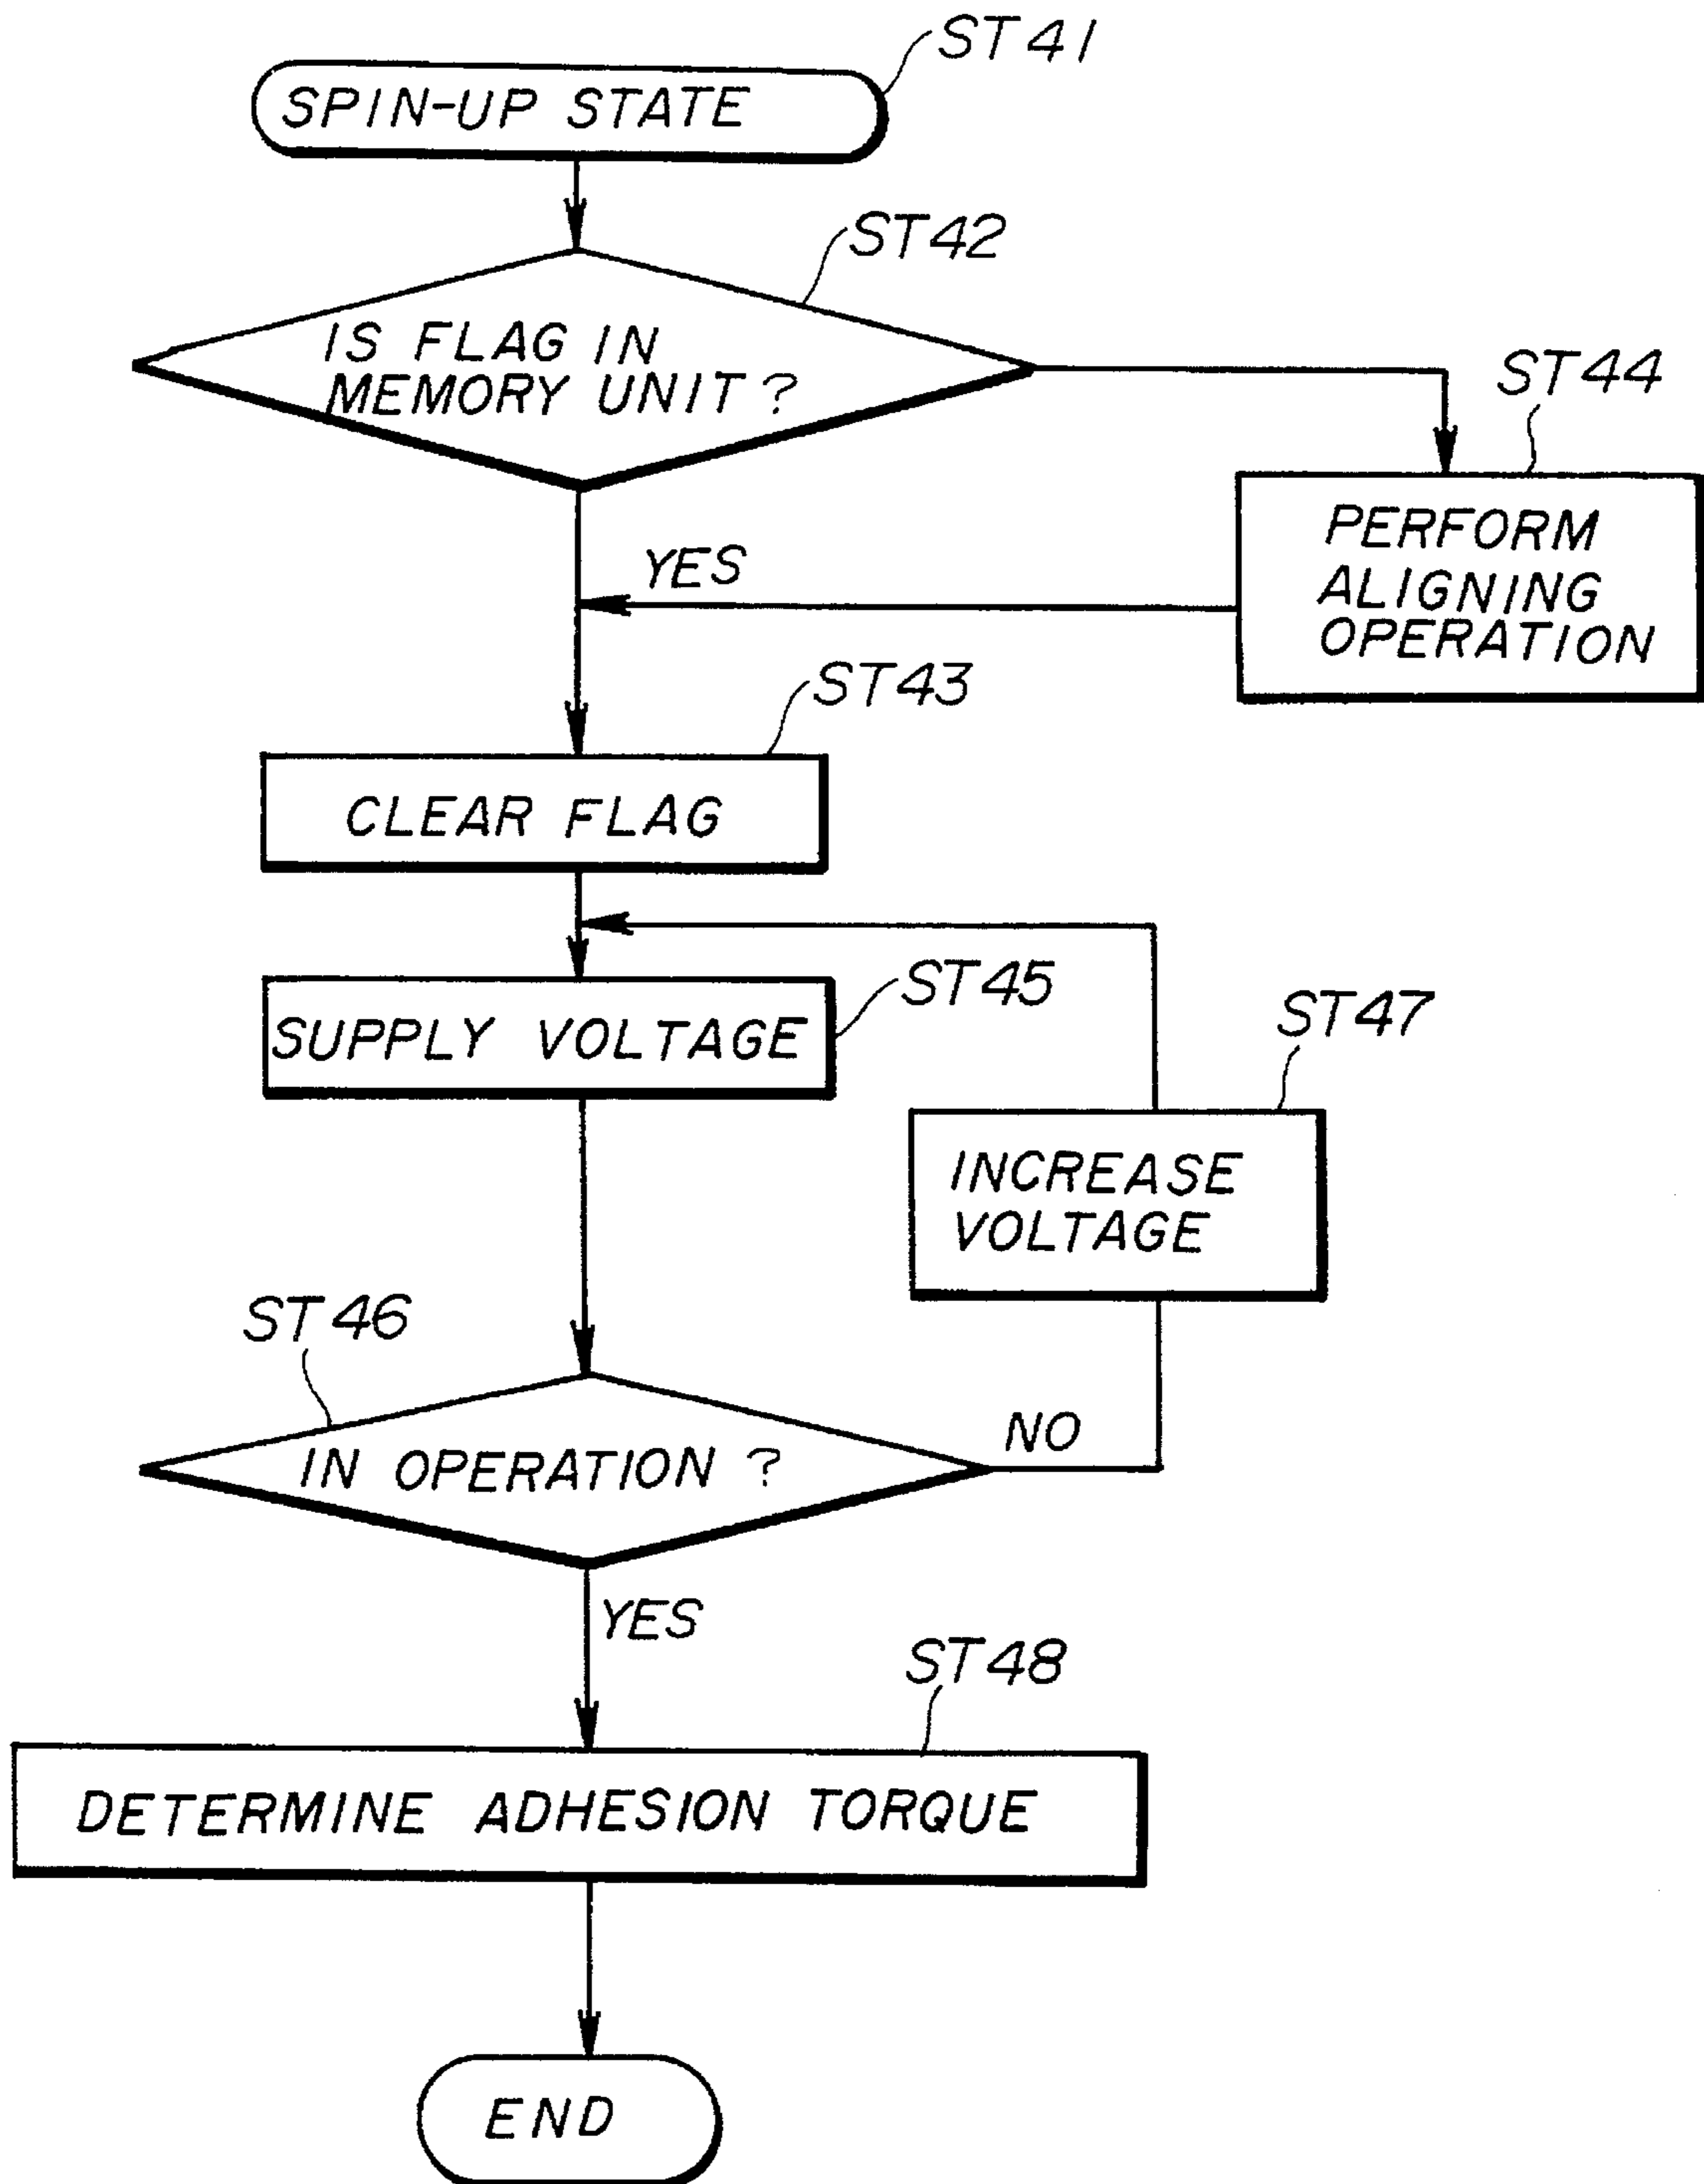 ST41
SPIN-UP STATE
ST42
IS FLAG IN
MEMORY UNIT ?
ST44
PERFORM
ALIGNING
OPERATION
YES
ST43
CLEAR FLAG
ST45
SUPPLY VOLTAGE
ST47
INCREASE
VOLTAGE
ST46
IN OPERATION ?
NO
YES
ST48
DETERMINE ADHESION TORQUE
END